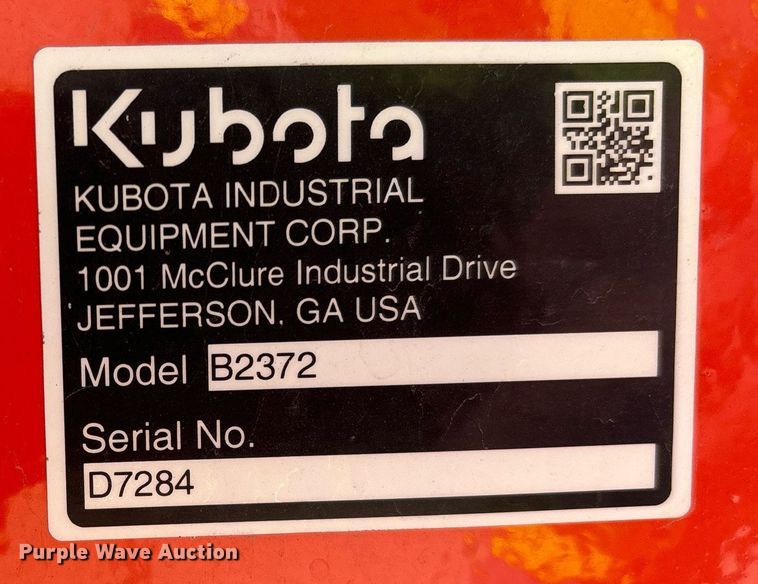 Kubota
KUBOTA INDUSTRIAL
EQUIPMENT CORP.
1001 McClure Industrial Drive
JEFFERSON, GA USA
Model B2372
Serial No.
D7284
Purple Wave Auction